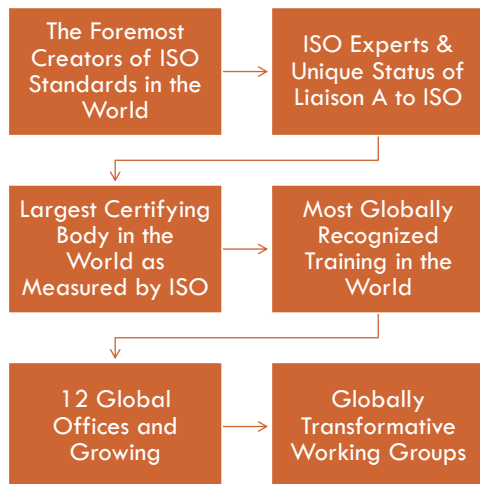 The Foremost
Creators of ISO
Standards in the
World
ISO Experts &
Unique Status of
Liaison A to ISO
Largest Certifying
Body in the
World as
Measured by ISO
Most Globally
Recognized
Training in the
World
12 Global
Offices and
Growing
Globally
Transformative
Working Groups